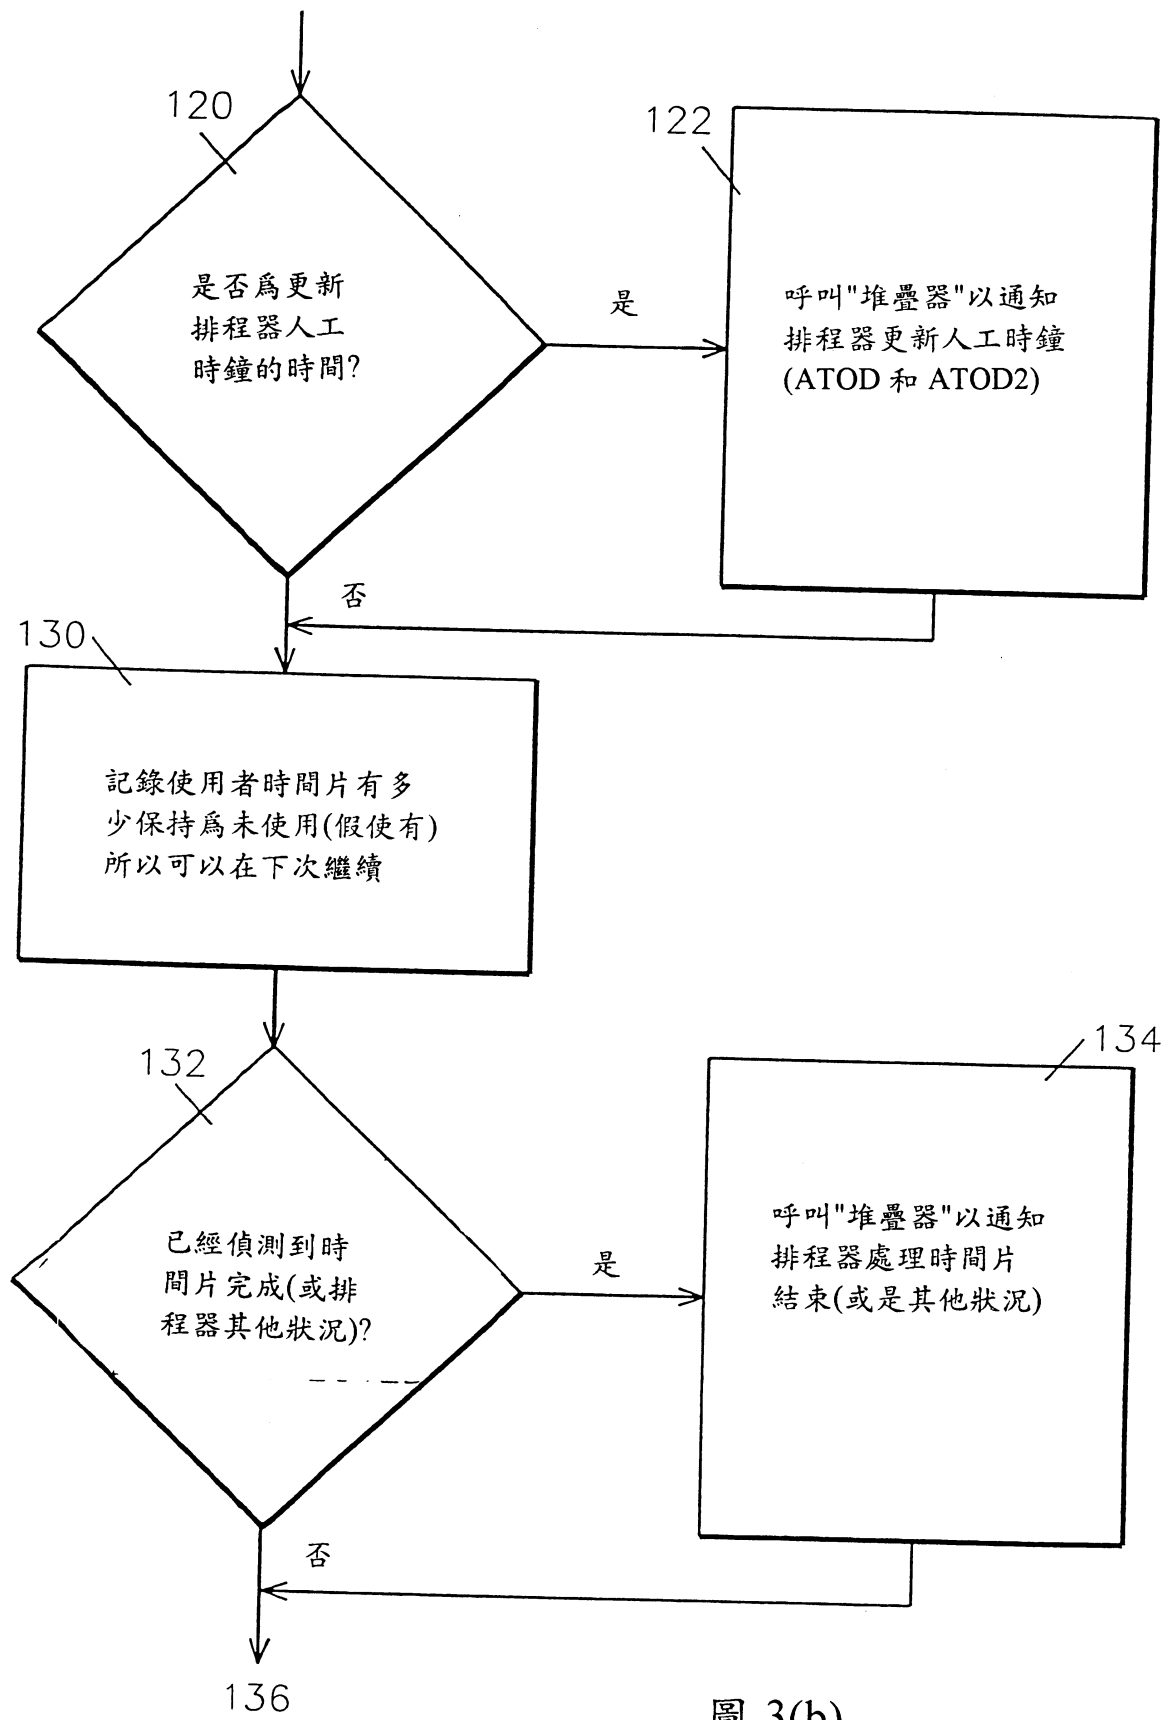 120
是否爲更新
排程器人工
時鐘的時間?
是
122
呼叫"堆疊器"以通知
排程器更新人工時鐘
(ATOD 和 ATOD2)
否
130
記錄使用者時間片有多
少保持爲未使用(假使有)
所以可以在下次繼續
132
已經偵測到時
間片完成(或排
程器其他狀況)?
是
134
呼叫"堆疊器"以通知
排程器處理時間片
結束(或是其他狀況)
否
136
圖 3(b)